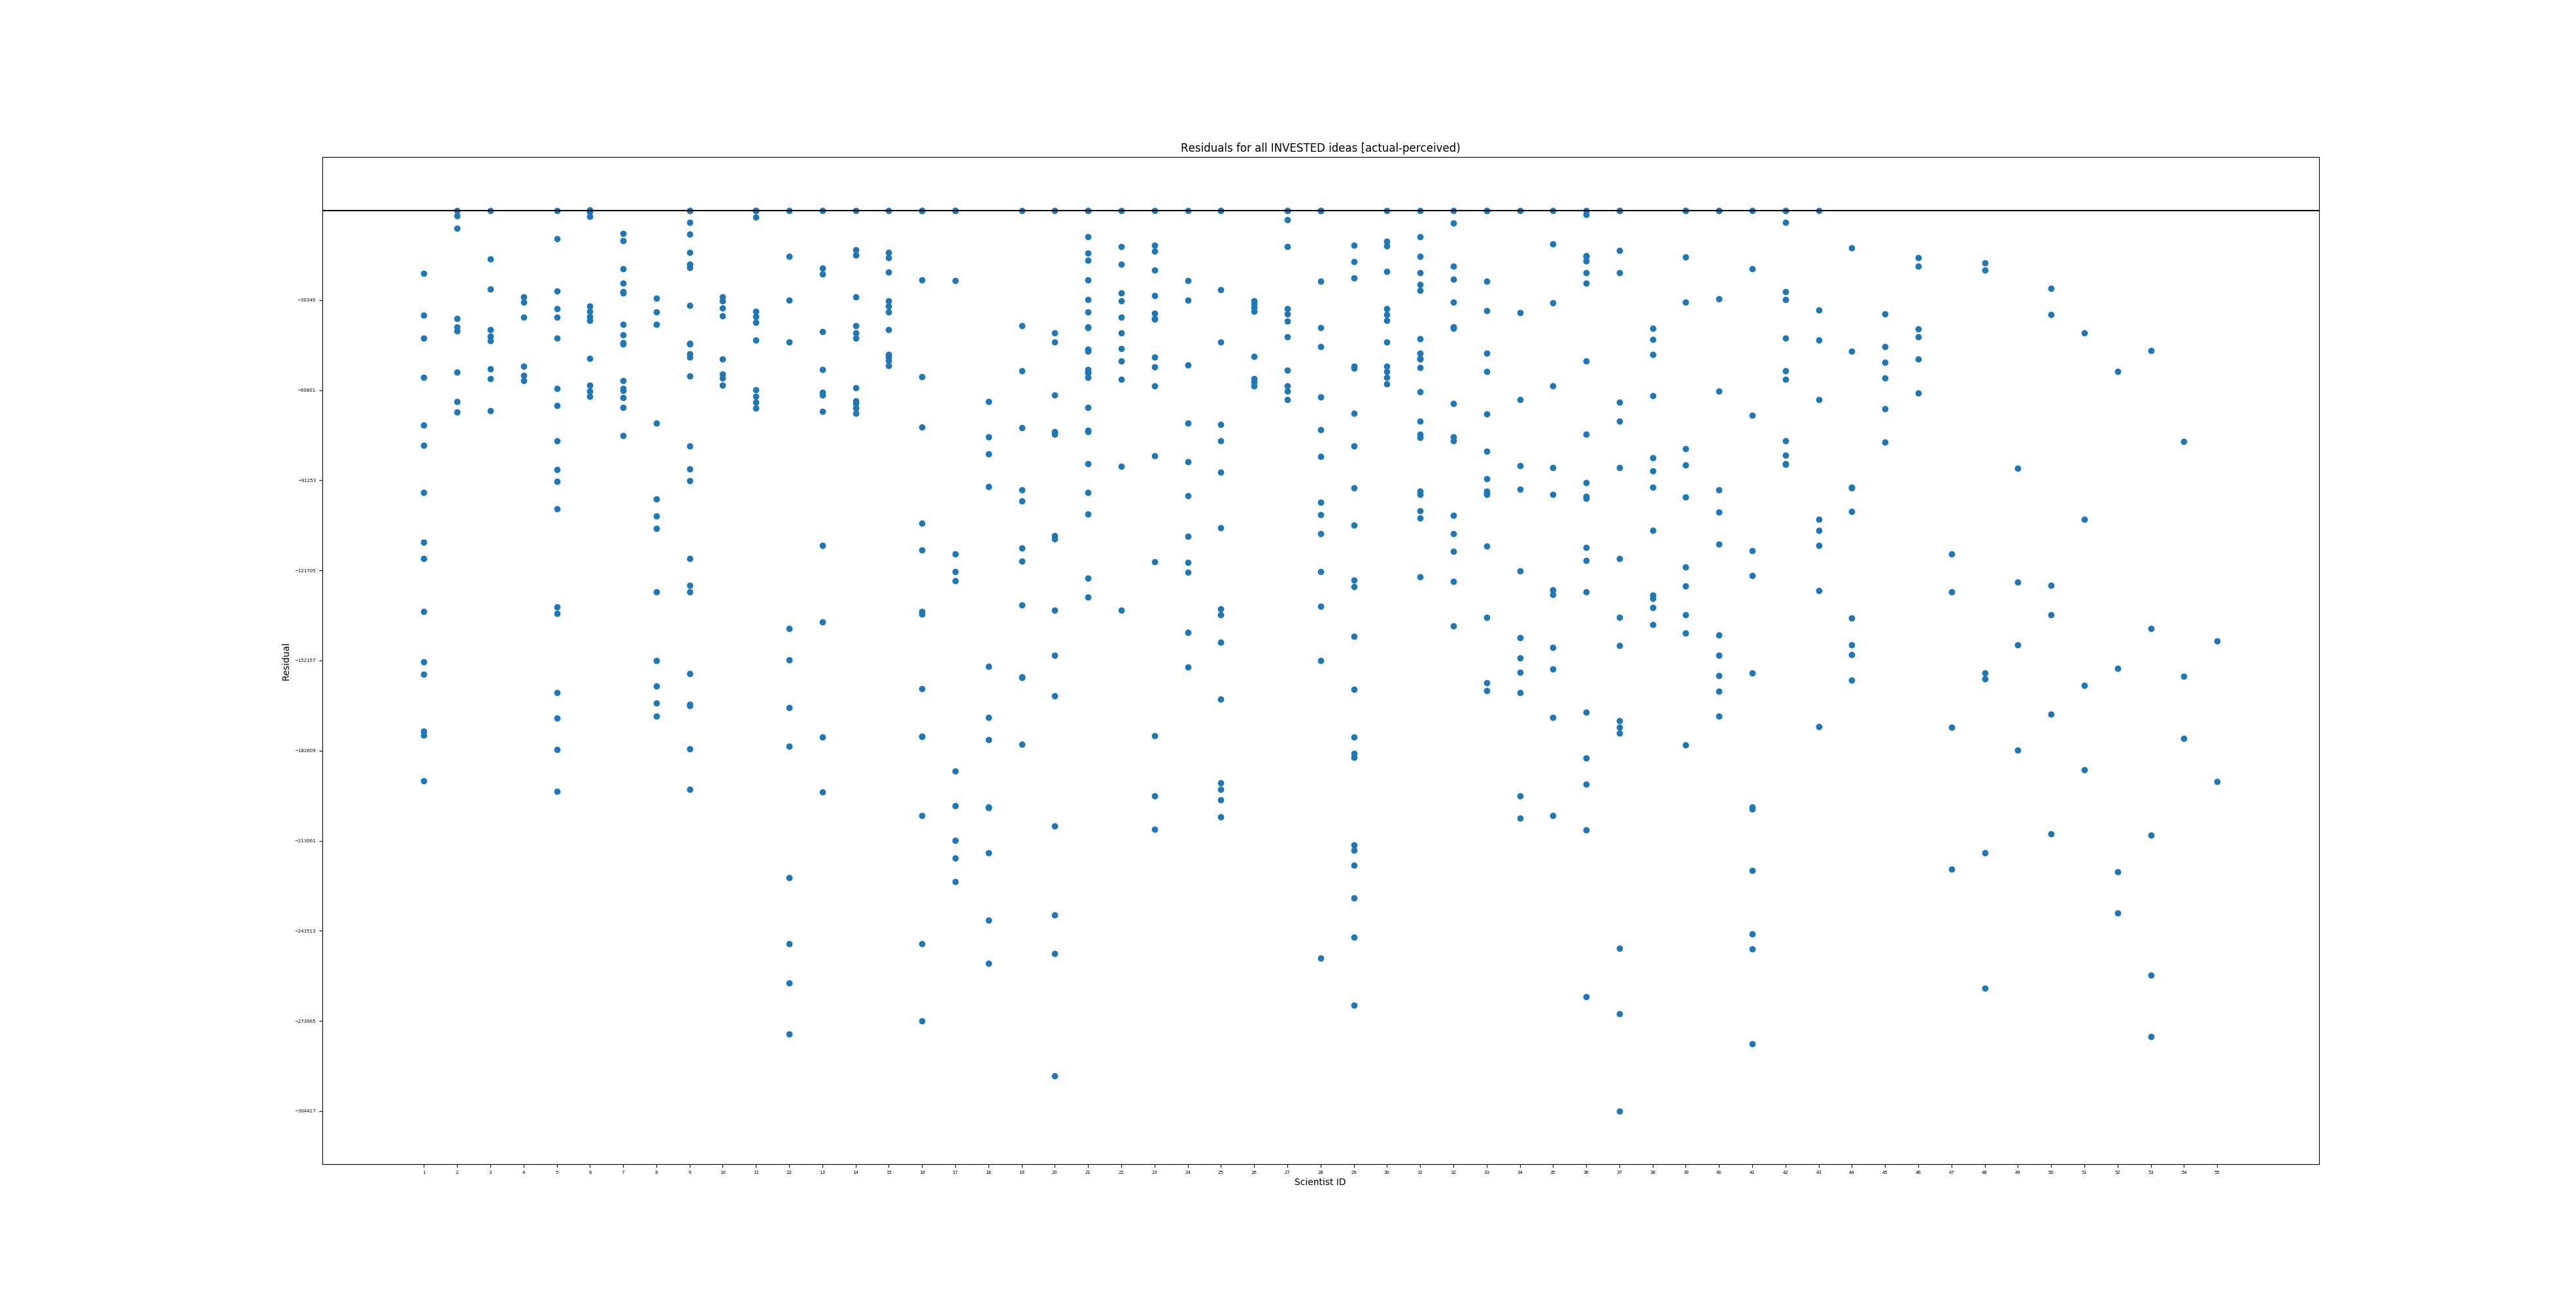 Residuals for all INVESTED ideas [actual-perceived)
Residual
−30349
−60801
−91253
−121705
−152157
−182609
−213061
−243513
−273965
−304417
1 2 3 4 5 6 7 8 9 10 11 12 13 14 15 16 17 18 19 20 21 22 23 24 25 26 27 28 29 30 31 32 33 34 35 36 37 38 39 40 41 42 43 44 45 46 47 48 49 50 51 52 53 54 55
Scientist ID